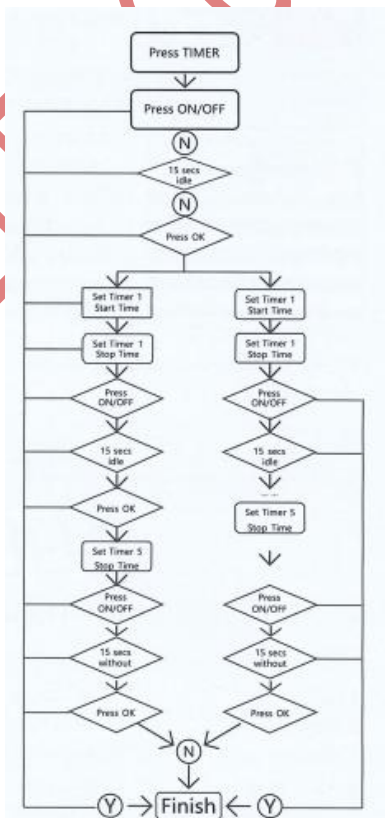 Press TIMER
Press ON/OFF
N
15 secs
idle
N
Press OK
Set Timer 1
Start Time
Set Timer 1
Start Time
Set Timer 1
Stop Time
Set Timer 1
Stop Time
Press
ON/OFF
Press
ON/OFF
15 secs
idle
15 secs
idle
Press OK
Set Timer 5
Stop Time
Set Timer 5
Stop Time
Press
ON/OFF
Press
ON/OFF
15 secs
without
15 secs
without
Press OK
Press OK
N
Y
Finish
Y